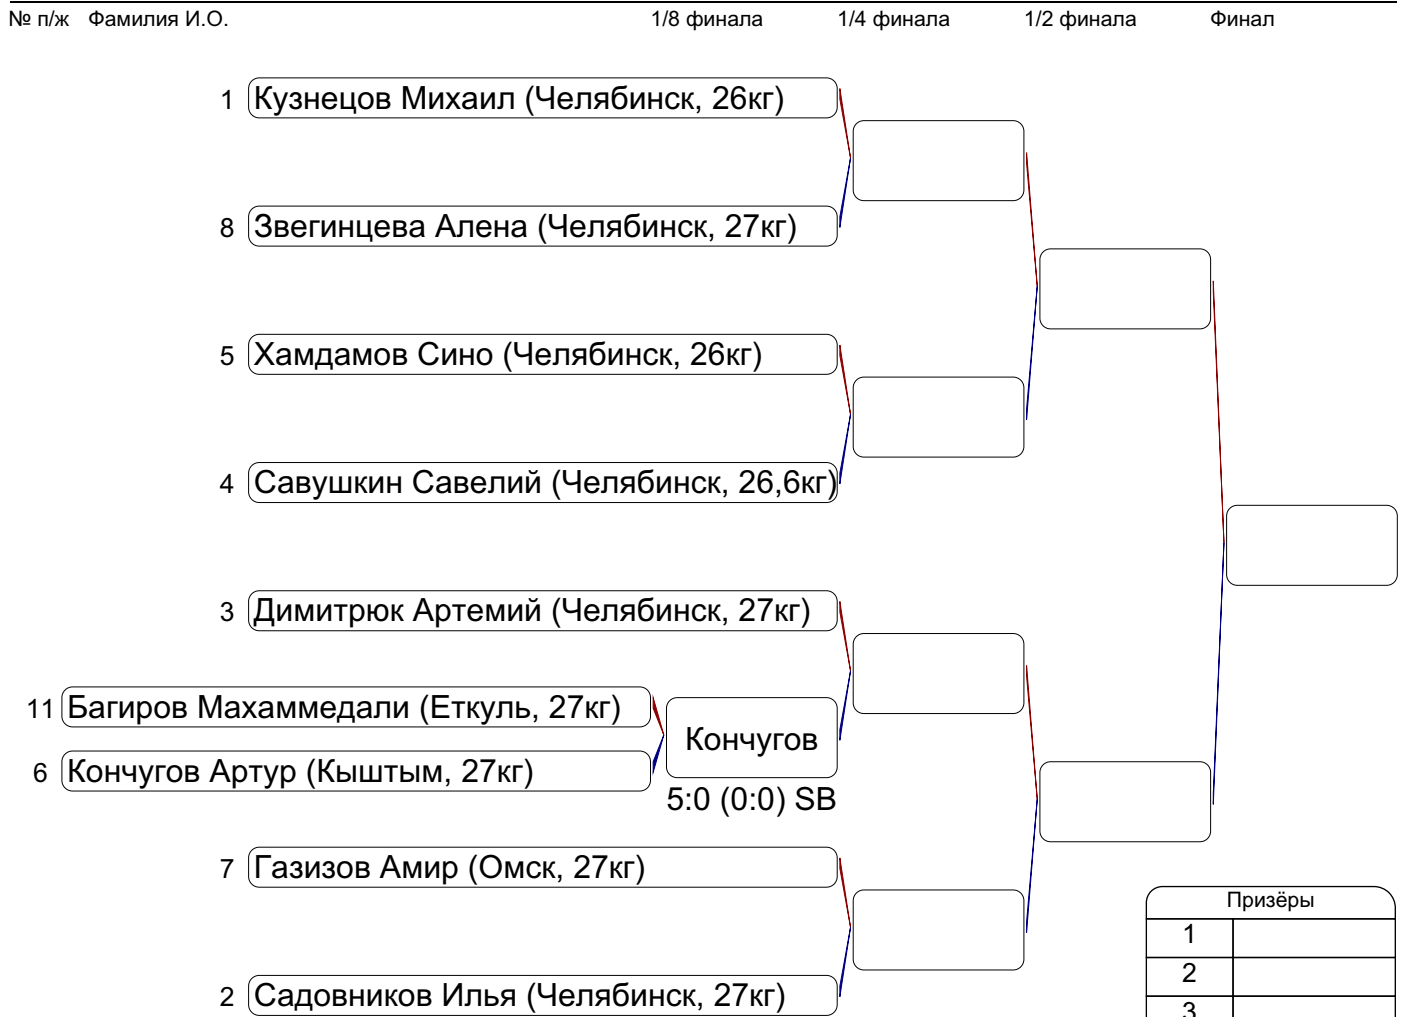 № п/ж Фамилия И.О. 1/8 финала 1/4 финала 1/2 финала Финал
1 Кузнецов Михаил (Челябинск, 26кг)
8 Звегинцева Алена (Челябинск, 27кг)
5 Хамдамов Сино (Челябинск, 26кг)
4 Савушкин Савелий (Челябинск, 26,6кг)
3 Димитрюк Артемий (Челябинск, 27кг)
11 Багиров Махаммедали (Еткуль, 27кг)
Кончугов
6 Кончугов Артур (Кыштым, 27кг)
5:0 (0:0) SB
7 Газизов Амир (Омск, 27кг)
2 Садовников Илья (Челябинск, 27кг)
Призёры
1
2
3